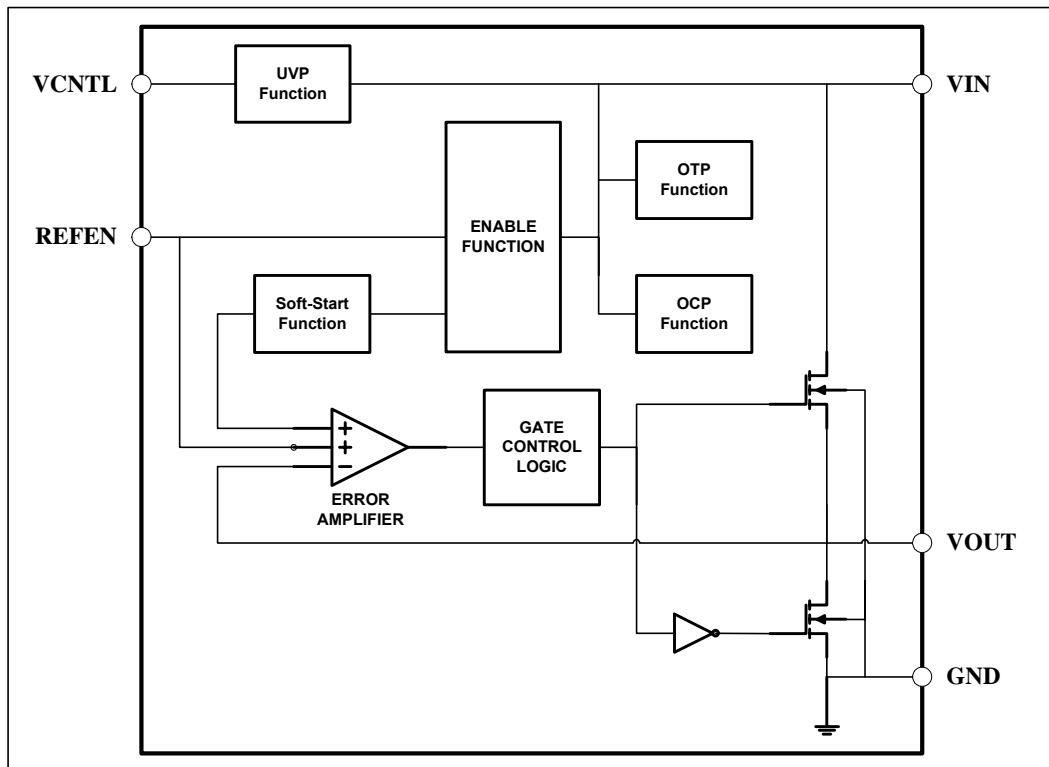 UVP
Function
VCNTL
VIN
OTP
Function
REFEN
ENABLE
FUNCTION
Soft-Start
Function
OCP
Function
+
+
−
GATE
CONTROL
LOGIC
ERROR
AMPLIFIER
VOUT
GND